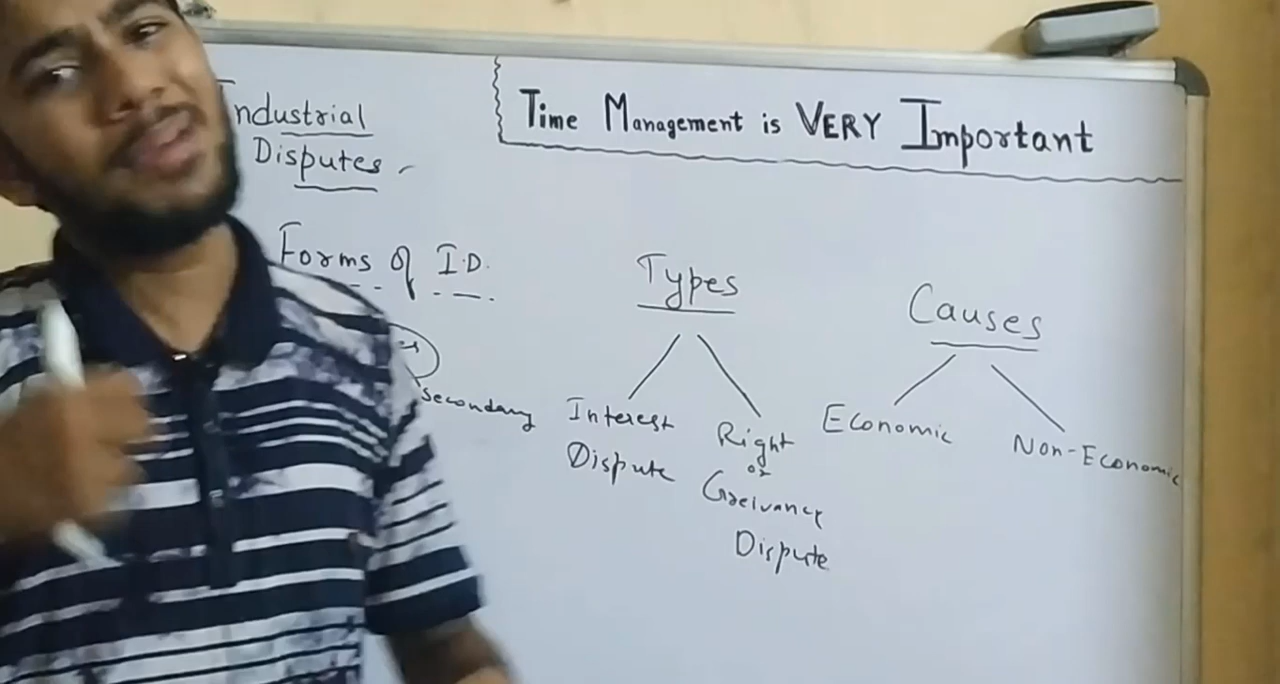 Industrial
Disputes
Time Management is VERY Important
Forms of I.D.
Secondary
Types
Interest
Dispute
Right
or
Greivance
Dispute
Causes
Economic
Non-Economic